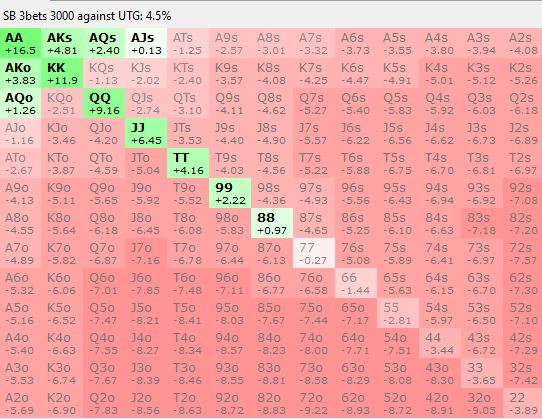 SB 3bets 3000 against UTG: 4.5%
AA AKs AQs AJs ATs A9s A8s A7s A6s A5s A4s A3s A2s
+16.5 +4.81 +2.40 +0.13 -1.25 -2.57 -3.01 -3.32 -3.73 -3.55 -3.80 -3.94 -4.08
AKo KK KQs KJs KTs K9s K8s K7s K6s K5s K4s K3s K2s
+3.83 +11.9 -1.13 -2.02 -2.40 -3.57 -4.08 -4.25 -4.47 -4.91 -5.01 -5.12 -5.26
AQo KQo QQ QJs QTs Q9s Q8s Q7s Q6s Q5s Q4s Q3s Q2s
+1.26 -2.51 +9.16 -2.74 -3.10 -4.11 -4.62 -5.27 -5.40 -5.83 -5.92 -6.03 -6.18
AJo KJo QJo JJ JTs J9s J8s J7s J6s J5s J4s J3s J2s
-1.16 -3.46 -4.20 +6.45 -3.53 -4.40 -4.90 -5.57 -6.22 -6.56 -6.62 -6.73 -6.89
ATo KTo QTo JTo TT T9s T8s T7s T6s T5s T4s T3s T2s
-2.67 -3.87 -4.59 -5.04 +4.16 -4.03 -4.56 -5.22 -5.88 -6.75 -6.70 -6.81 -6.97
A9o K9o Q9o J9o T9o 99 98s 97s 96s 95s 94s 93s 92s
-4.13 -5.11 -5.65 -5.92 -5.52 +2.22 -4.36 -4.93 -5.56 -6.43 -6.94 -6.92 -7.08
A8o K8o Q8o J8o T8o 98o 88 87s 86s 85s 84s 83s 82s
-4.55 -5.64 -6.18 -6.45 -6.08 -5.83 +0.97 -4.65 -5.25 -6.10 -6.63 -7.18 -7.20
A7o K7o Q7o J7o T7o 97o 87o 77 76s 75s 74s 73s 72s
-4.89 -5.82 -6.87 -7.16 -6.78 -6.44 -6.13 -0.27 -5.08 -5.89 -6.41 -6.97 -7.57
A6o K6o Q6o J6o T6o 96o 86o 76o 66 65s 64s 63s 62s
-5.32 -6.06 -7.01 -7.85 -7.48 -7.11 -6.77 -6.58 -1.44 -5.63 -6.15 -6.70 -7.30
A5o K5o Q5o J5o T5o 95o 85o 75o 65o 55 54s 53s 52s
-5.16 -6.52 -7.47 -8.21 -8.41 -8.03 -7.67 -7.44 -7.17 -2.81 -5.97 -6.50 -7.10
A4o K4o Q4o J4o T4o 94o 84o 74o 64o 54o 44 43s 42s
-5.40 -6.63 -7.55 -8.27 -8.34 -8.57 -8.23 -8.00 -7.71 -7.51 -3.44 -6.72 -7.29
A3o K3o Q3o J3o T3o 93o 83o 73o 63o 53o 43o 33 32s
-5.53 -6.74 -7.67 -8.39 -8.46 -8.55 -8.81 -8.58 -8.29 -8.08 -8.30 -3.65 -7.42
A2o K2o Q2o J2o T2o 92o 82o 72o 62o 52o 42o 32o 22
-5.69 -6.90 -7.83 -8.56 -8.63 -8.72 -8.83 -9.22 -8.93 -8.72 -8.91 -9.03 3.89